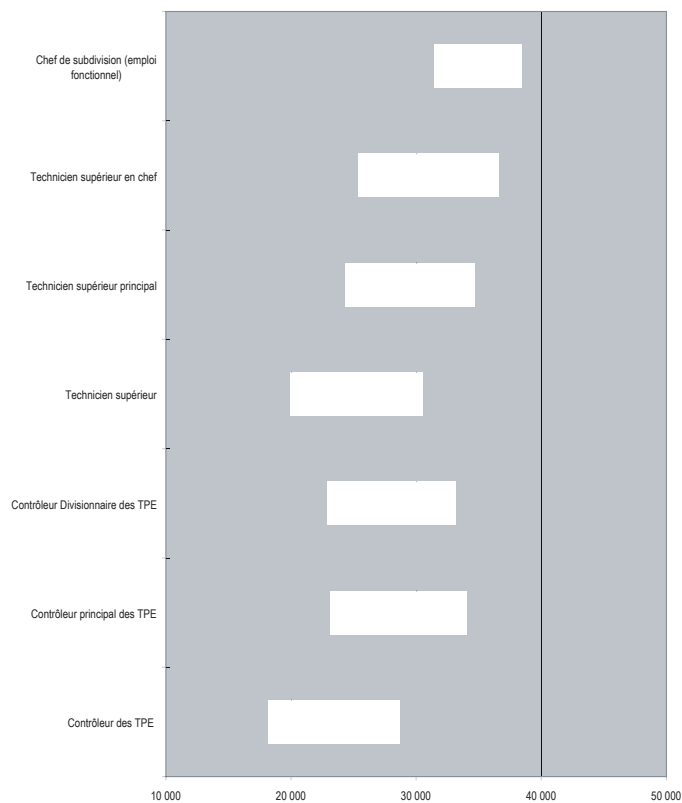 Chef de subdivision (emploi
fonctionnel)
Technicien supérieur en chef
Technicien supérieur principal
Technicien supérieur
Contrôleur Divisionnaire des TPE
Contrôleur principal des TPE
Contrôleur des TPE
10 000 20 000 30 000 40 000 50 000